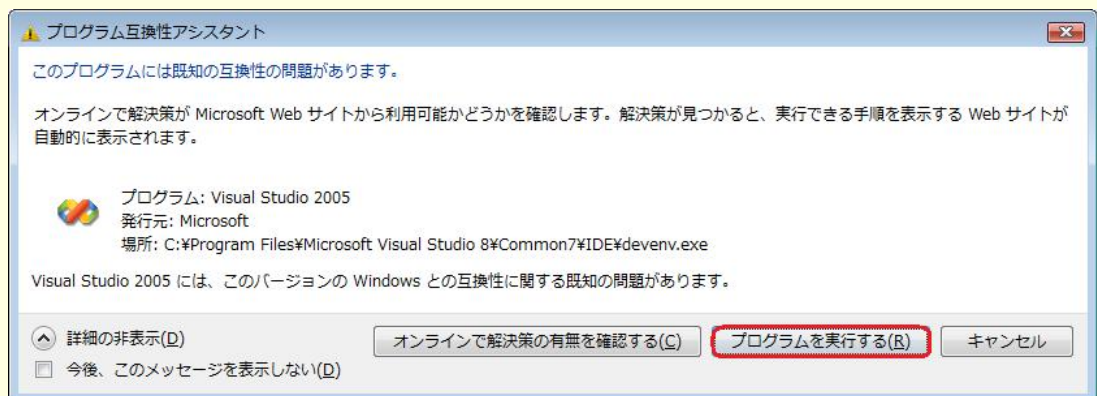 プログラム互換性アシスタント
このプログラムには既知の互換性の問題があります。
オンラインで解決策が Microsoft Web サイトから利用可能かどうかを確認します。解決策が見つかると、実行できる手順を表示する Web サイトが
自動的に表示されます。
プログラム: Visual Studio 2005
発行元: Microsoft
場所: C:¥Program Files¥Microsoft Visual Studio 8¥Common7¥IDE¥devenv.exe
Visual Studio 2005 には、このバージョンの Windows との互換性に関する既知の問題があります。
詳細の非表示(D)
オンラインで解決策の有無を確認する(C)
プログラムを実行する(R)
キャンセル
今後、このメッセージを表示しない(D)